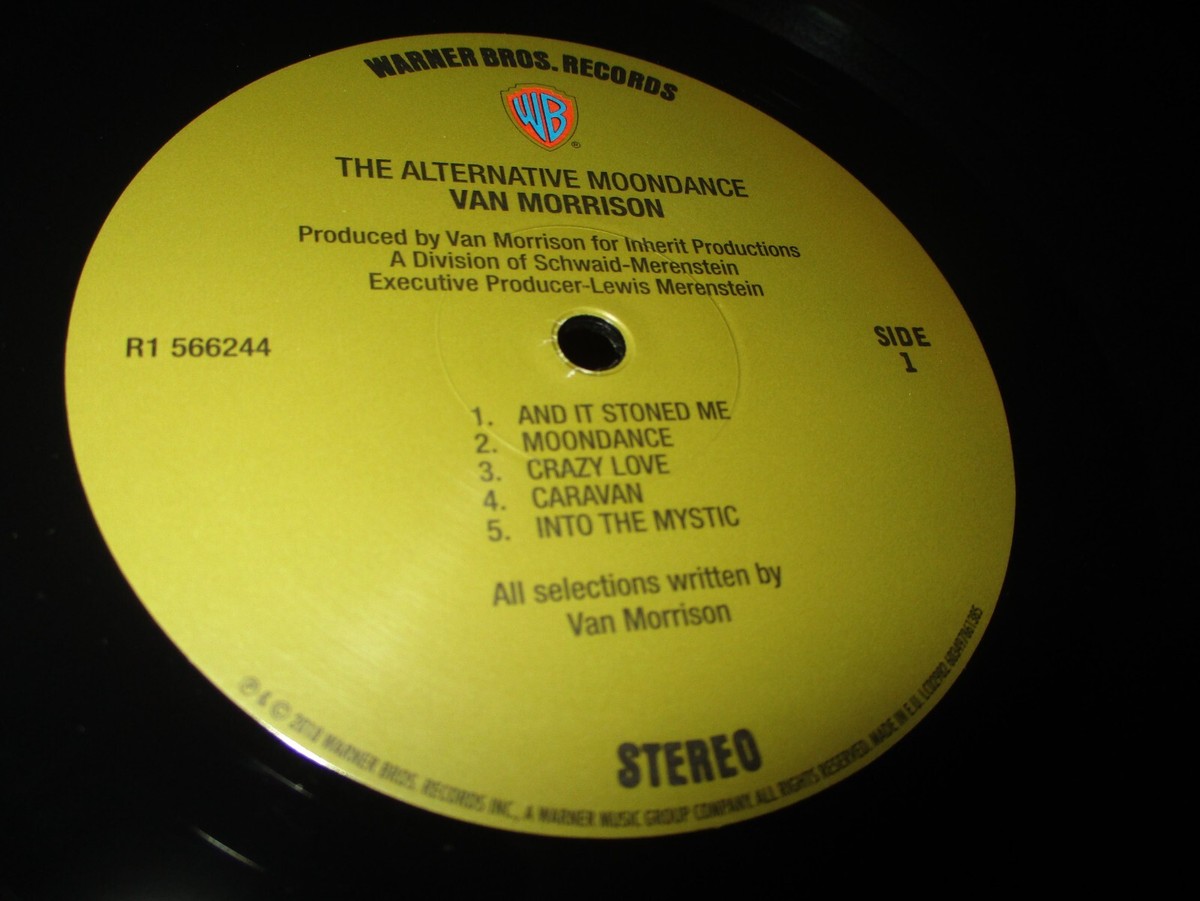 WARNER BROS. RECORDS
WB
®
THE ALTERNATIVE MOONDANCE
VAN MORRISON
Produced by Van Morrison for Inherit Productions
A Division of Schwaid-Merenstein
Executive Producer-Lewis Merenstein
R1 566244
SIDE
1
1. AND IT STONED ME
2. MOONDANCE
3. CRAZY LOVE
4. CARAVAN
5. INTO THE MYSTIC
All selections written by
Van Morrison
STEREO
℗ & © WARNER BROS. RECORDS INC., A WARNER MUSIC GROUP COMPANY. ALL RIGHTS RESERVED. MADE IN E.U.